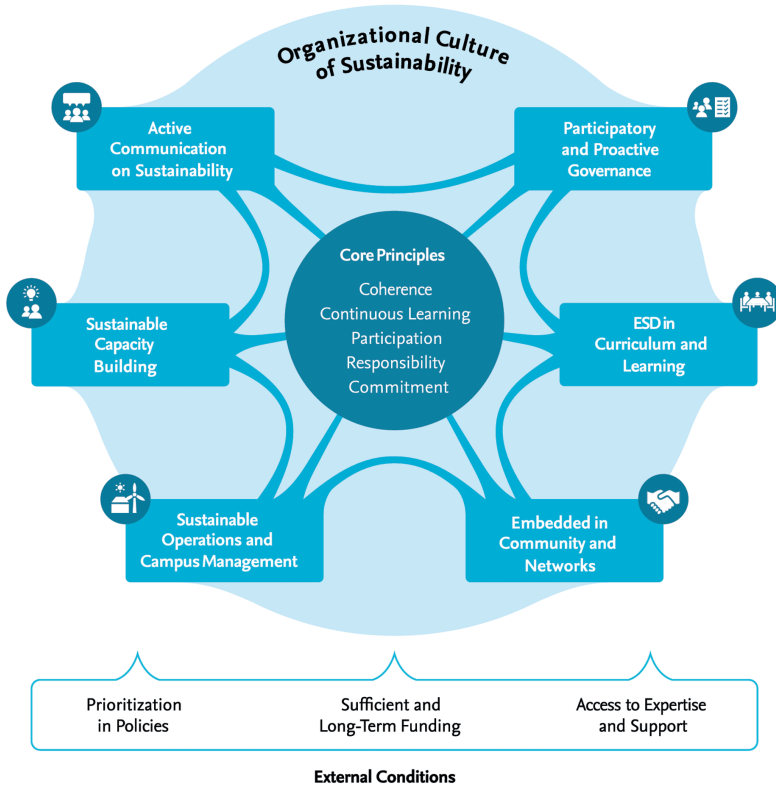 Organizational Culture
of Sustainability
Active
Communication
on Sustainability
Participatory
and Proactive
Governance
Core Principles
Coherence
Continuous Learning
Participation
Responsibility
Commitment
Sustainable
Capacity
Building
ESD in
Curriculum and
Learning
Sustainable
Operations and
Campus Management
Embedded in
Community and
Networks
Prioritization
in Policies
Sufficient and
Long-Term Funding
Access to Expertise
and Support
External Conditions